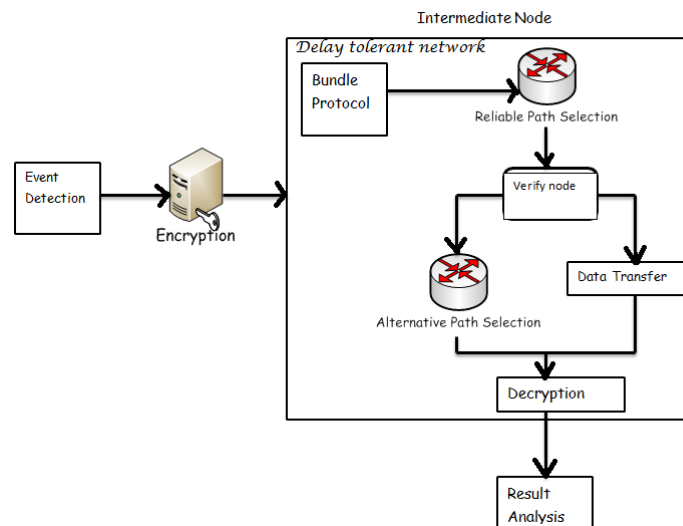 Intermediate Node
Delay tolerant network
Bundle
Protocol
Reliable Path Selection
Event
Detection
Encryption
Verify node
Data Transfer
Alternative Path Selection
Decryption
Result
Analysis